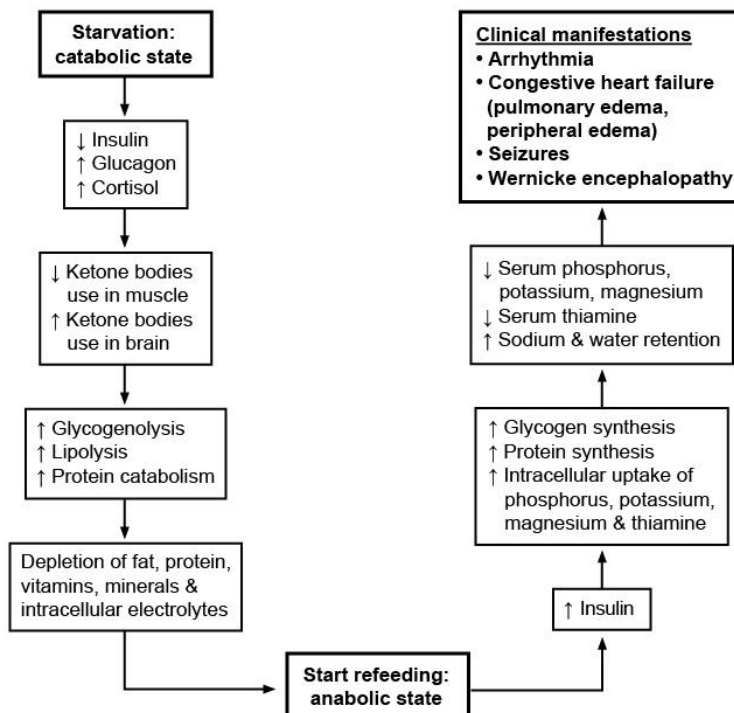 Starvation:
catabolic state
↓ Insulin
↑ Glucagon
↑ Cortisol
↓ Ketone bodies
use in muscle
↑ Ketone bodies
use in brain
↑ Glycogenolysis
↑ Lipolysis
↑ Protein catabolism
Depletion of fat, protein,
vitamins, minerals &
intracellular electrolytes
Start refeeding:
anabolic state
↑ Insulin
↑ Glycogen synthesis
↑ Protein synthesis
↑ Intracellular uptake of
phosphorus, potassium,
magnesium & thiamine
↓ Serum phosphorus,
potassium, magnesium
↓ Serum thiamine
↑ Sodium & water retention
Clinical manifestations
• Arrhythmia
• Congestive heart failure
(pulmonary edema,
peripheral edema)
• Seizures
• Wernicke encephalopathy